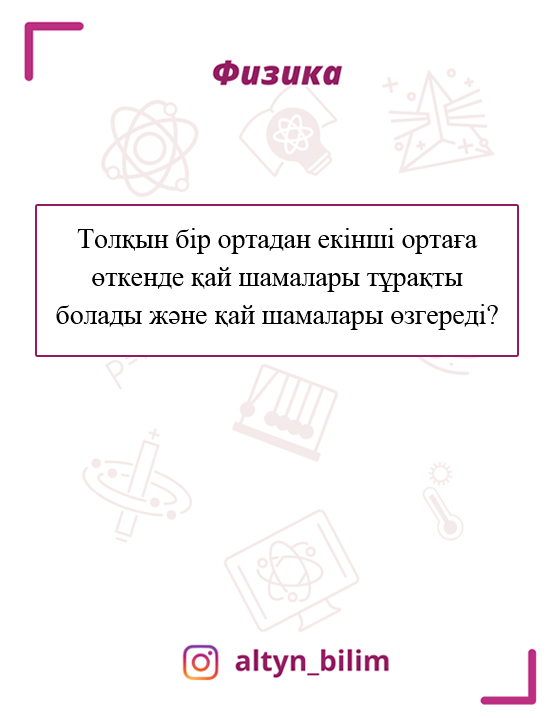 Физика
Толқын бір ортадан екінші ортаға
өткенде қай шамалары тұрақты
болады және қай шамалары өзгереді?
altyn_bilim